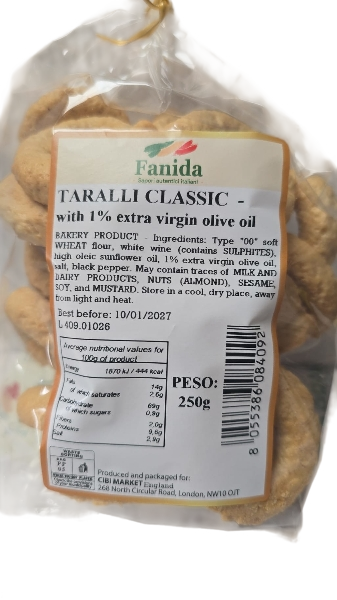 Fanida
Sapori autentici italiani
TARALLI CLASSIC -
with 1% extra virgin olive oil
BAKERY PRODUCT - Ingredients: Type "00" soft
WHEAT flour, white wine (contains SULPHITES),
high oleic sunflower oil, 1% extra virgin olive oil,
salt, black pepper. May contain traces of MILK AND
DAIRY PRODUCTS, NUTS (ALMOND), SESAME,
SOY, and MUSTARD. Store in a cool, dry place, away
from light and heat.
Best before: 10/01/2027
L 409.01026
Average nutritional values for
100g of product
Energy 1870 kJ / 444 kcal
Fats 14g
of which saturates 2.6g
Carbohydrate 69g
of which sugars 0.9g
Fibers 2.0g
Proteins 9.6g
Salt 2.9g
PESO:
250g
8 055386 084092
PP
05
Produced and packaged for:
CIBI MARKET England
268 North Circular Road, London, NW10 0JT